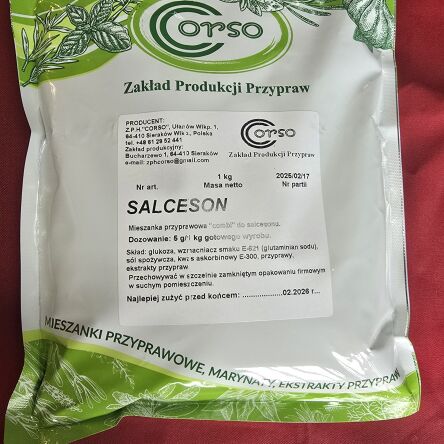 Corso
Zakład Produkcji Przypraw
PRODUCENT:
Z.P.H."CORSO", Ułanów Wlkp. 1,
64-410 Sieraków Wlkp., Polska
tel. +48 61 29 52 441
Zakład produkcyjny:
Bucharzewo 1, 64-410 Sieraków
e-mail: zphcorso@gmail.com
Corso
Zakład Produkcji Przypraw
Nr art.
1 kg
Masa netto
2025/02/17
Nr partii
SALCESON
Mieszanka przyprawowa "combi" do salcesonu.
Dozowanie: 5 g/1 kg gotowego wyrobu.
Skład: glukoza, wzmacniacz smaku E-621 (glutaminian sodu),
sól spożywcza, kwas askorbinowy E-300, przyprawy,
ekstrakty przypraw
Przechowywać w szczelnie zamkniętym opakowaniu firmowym
w suchym pomieszczeniu.
Najlepiej zużyć przed końcem: ....................02.2026 r...
MIESZANKI PRZYPRAWOWE, MARYNATY, EKSTRAKTY PRZYPRAW